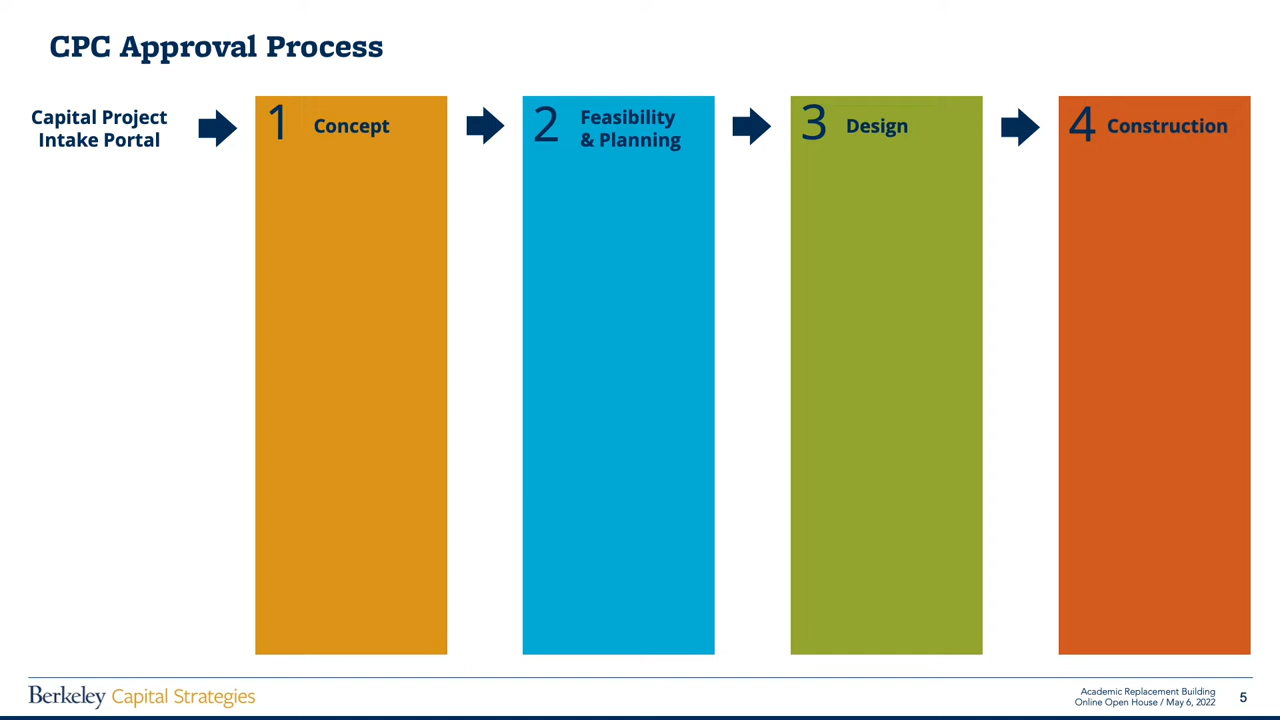 CPC Approval Process
Capital Project
Intake Portal
1 Concept
2 Feasibility
& Planning
3 Design
4 Construction
Berkeley Capital Strategies
Academic Replacement Building
Online Open House / May 6, 2022
5